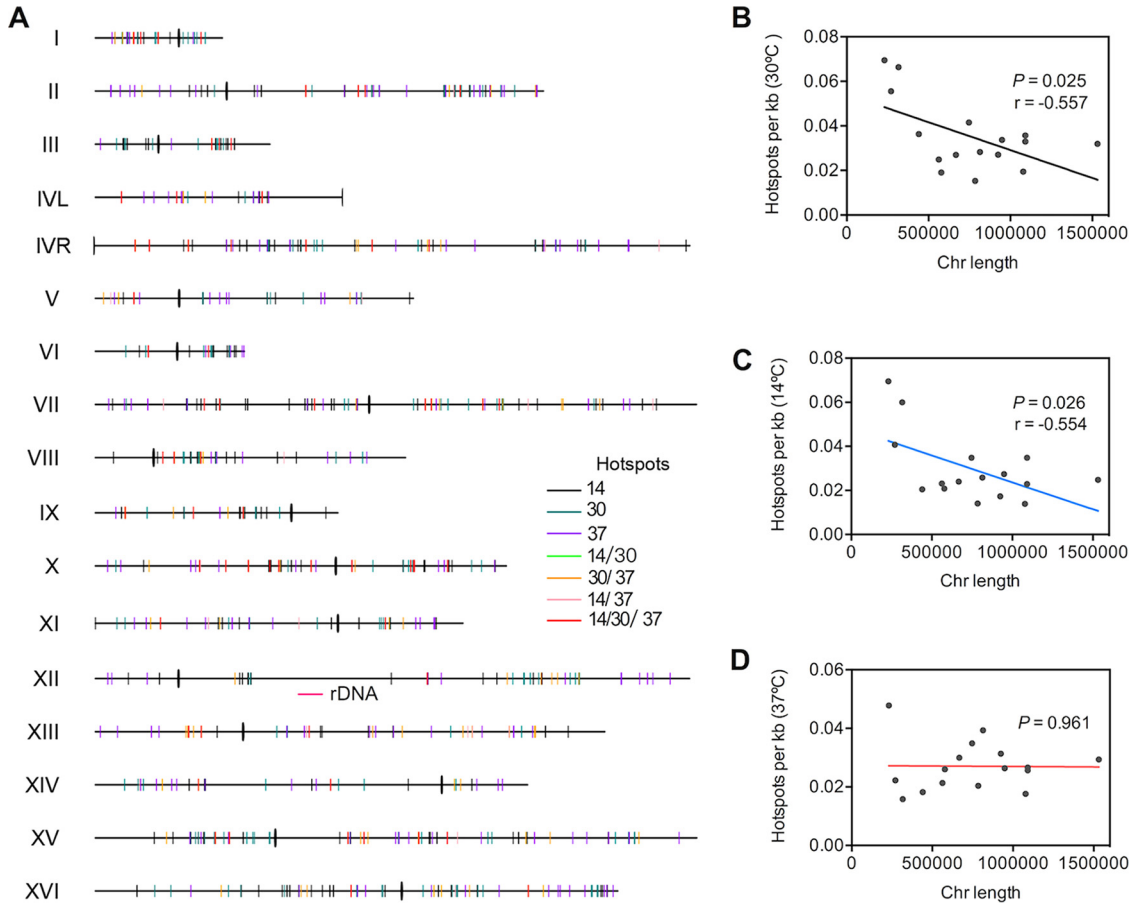 A
I
II
III
IVL
IVR
V
VI
VII
VIII
IX
X
XI
XII
XIII
XIV
XV
XVI
Hotspots
14
30
37
14/30
30/ 37
14/ 37
14/30/ 37
rDNA
B
Hotspots per kb (30ºC )
0.08
0.06
0.04
0.02
0.00
P = 0.025
r = -0.557
0 500000 1000000 1500000
Chr length
C
Hotspots per kb (14ºC)
0.08
0.06
0.04
0.02
0.00
P = 0.026
r = -0.554
0 500000 1000000 1500000
Chr length
D
Hotspots per kb (37ºC)
0.06
0.04
0.02
0.00
P = 0.961
0 500000 1000000 1500000
Chr length